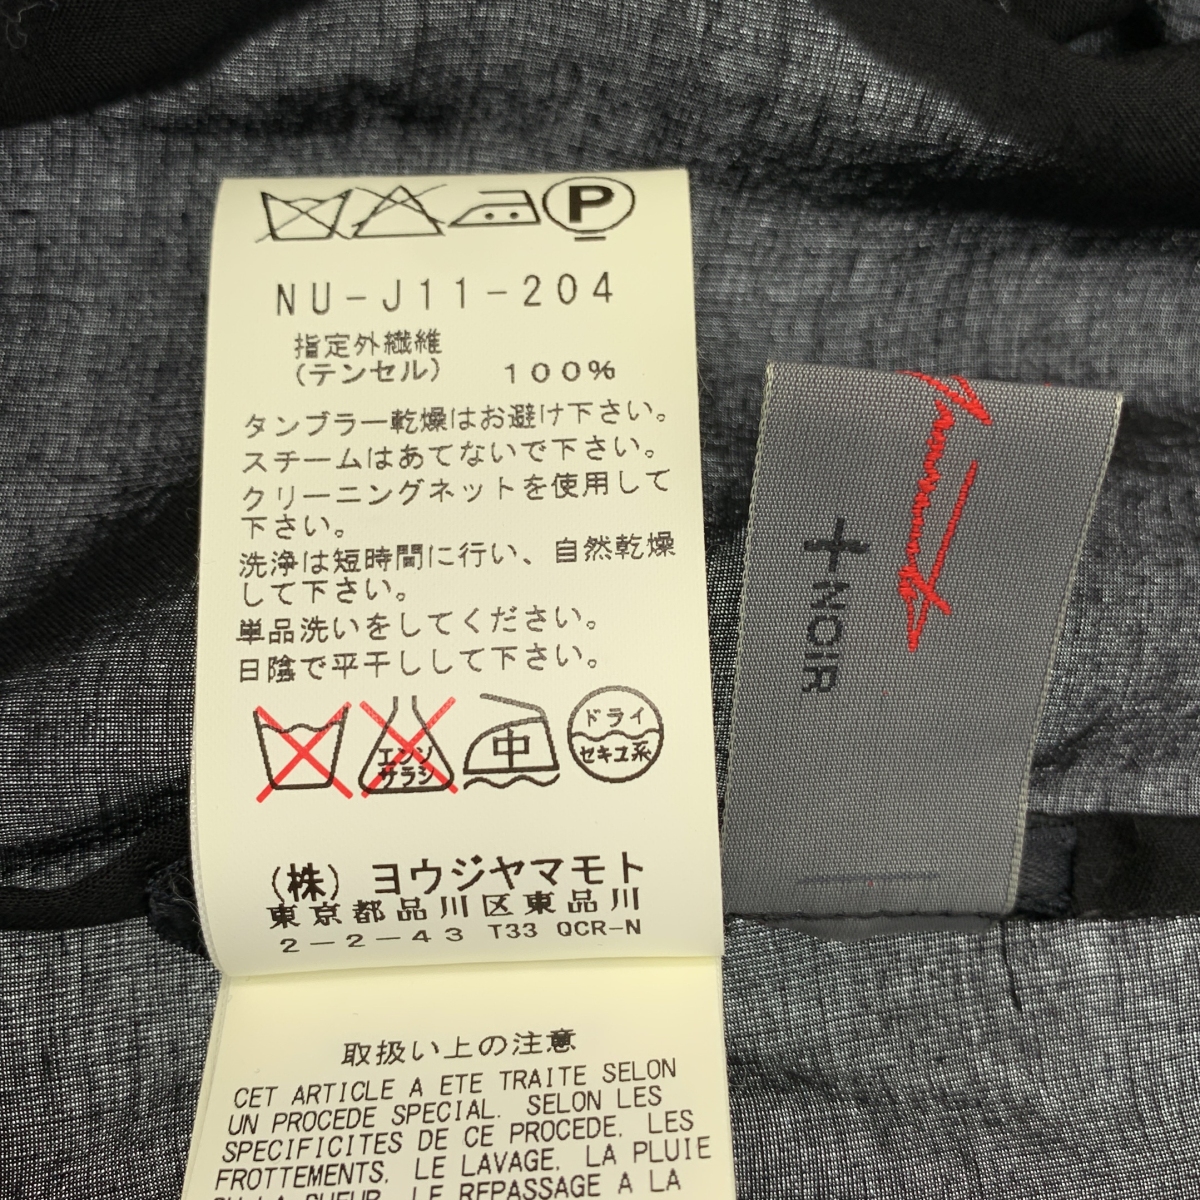 P
NU-J11-204
指定外繊維
(テンセル) 100%
タンブラー乾燥はお避け下さい。
スチームはあてないで下さい。
クリーニングネットを使用して
下さい。
洗浄は短時間に行い、自然乾燥
して下さい。
単品洗いをしてください。
日陰で平干しして下さい。
エンソ
サラシ
中
ドライ
セキユ系
(株) ヨウジヤマモト
東京都品川区東品川
2-2-43 T33 QCR-N
取扱い上の注意
CET ARTICLE A ETE TRAITE SELON
UN PROCEDE SPECIAL. SELON LES
SPECIFICITES DE CE PROCEDE. LES
FROTTEMENTS. LE LAVAGE. LA PLUIE
LE REPASSAGE A LA
+NOIR